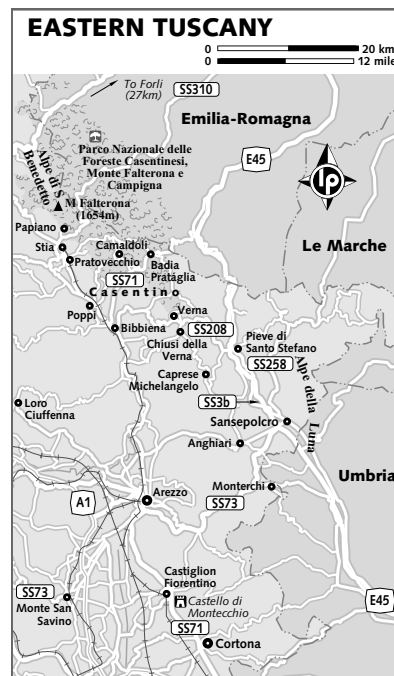 EASTERN TUSCANY
0 20 km
0 12 mile
To Forli
(27km)
SS310
Emilia-Romagna
Parco Nazionale delle
Foreste Casentinesi,
Monte Falterona e
Campigna
E45
lp
Alpe di S
Benedetto
M Falterona
(1654m)
Papiano
Stia
Pratovecchio
Camaldoli
Badia
Prataglia
Le Marche
SS71
Casentino
Poppi
Verna
Bibbiena
SS208
Chiusi della
Verna
Pieve di
Santo Stefano
SS258
Caprese
Michelangelo
Alpe della Luna
Loro
Ciuffenna
SS3b
Sansepolcro
Anghiari
Umbria
Monterchi
Arezzo
A1
SS73
Castiglion
Fiorentino
SS73
Monte San
Savino
Castello di
Montecchio
E45
SS71
Cortona